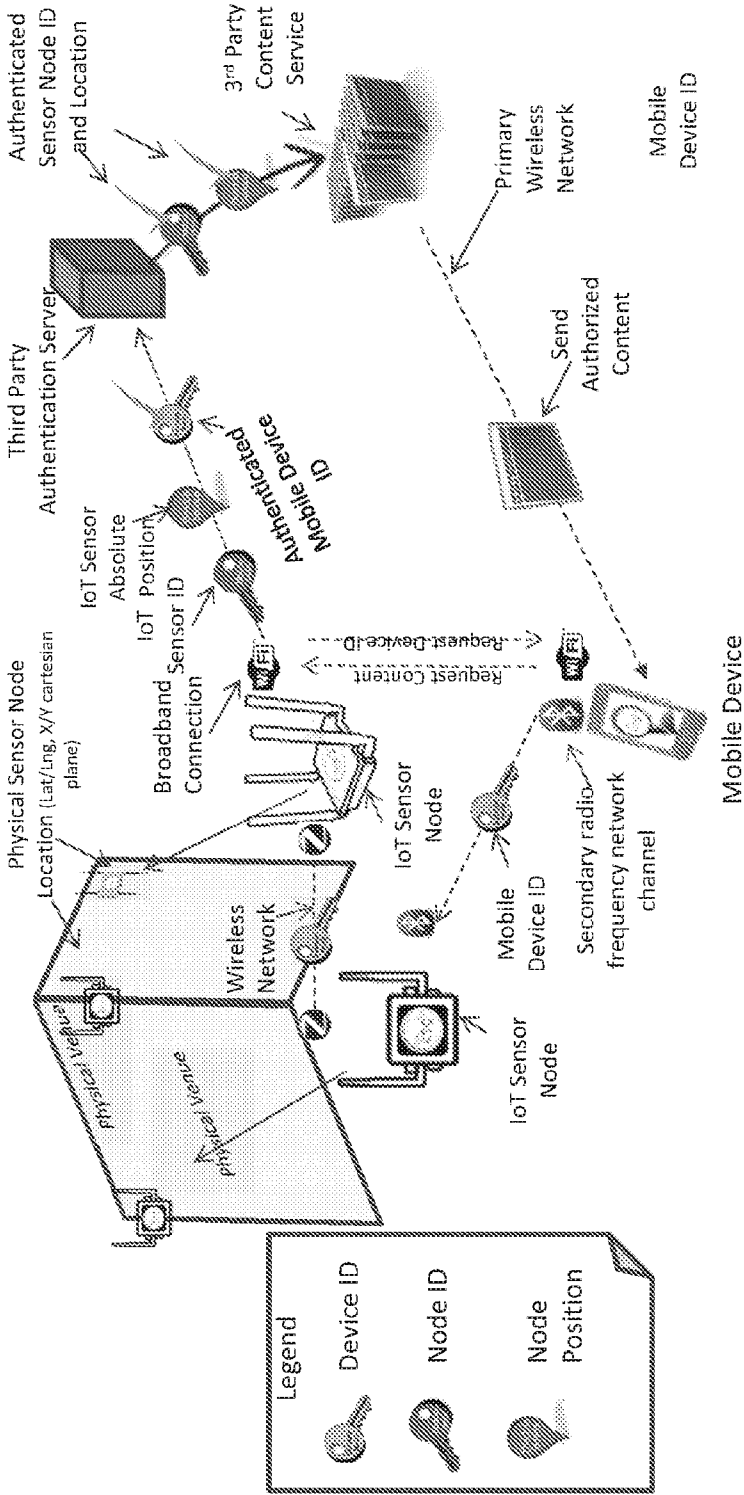 Physical Sensor Node
Location (Lat/Lng, X/Y cartesian
plane)
physical venue
physical venue
Wireless
Network
IoT Sensor
Node
IoT Sensor
Node
Broadband
Connection
IoT Sensor
Absolute
Position
IoT
Sensor ID
Authenticated
Mobile Device
ID
Third Party
Authentication Server
Authenticated
Sensor Node ID
and Location
3rd Party
Content
Service
Primary
Wireless
Network
Send
Authorized
Content
Mobile
Device ID
Request Content
Request Device ID
Wi Fi
Wi Fi
Mobile
Device ID
Secondary radio
frequency network
channel
Mobile Device
Legend
Device ID
Node ID
Node
Position